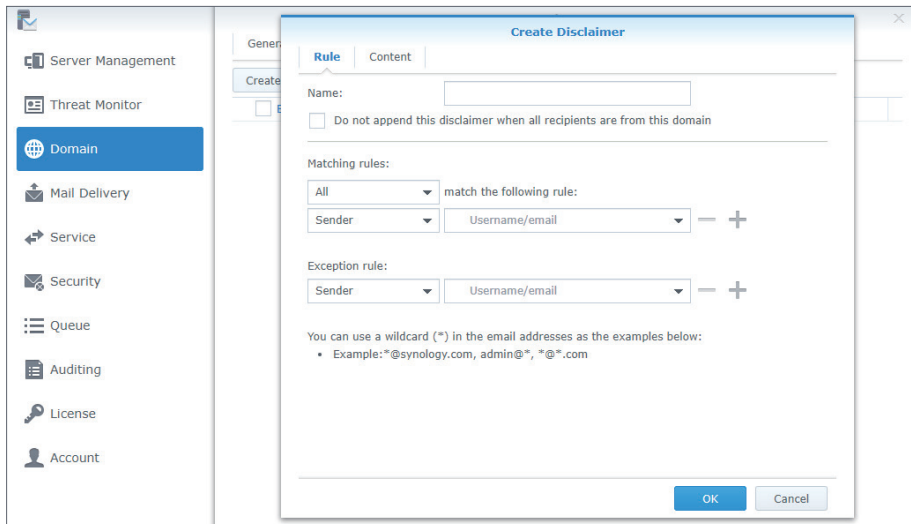 Server Management
Threat Monitor
Domain
Mail Delivery
Service
Security
Queue
Auditing
License
Account
Create
Create Disclaimer
Rule
Content
Name:
Do not append this disclaimer when all recipients are from this domain
Matching rules:
All
match the following rule:
Sender
Username/email
Exception rule:
Sender
Username/email
You can use a wildcard (*) in the email addresses as the examples below:
• Example:*@synology.com, admin@*, *@*.com
OK
Cancel